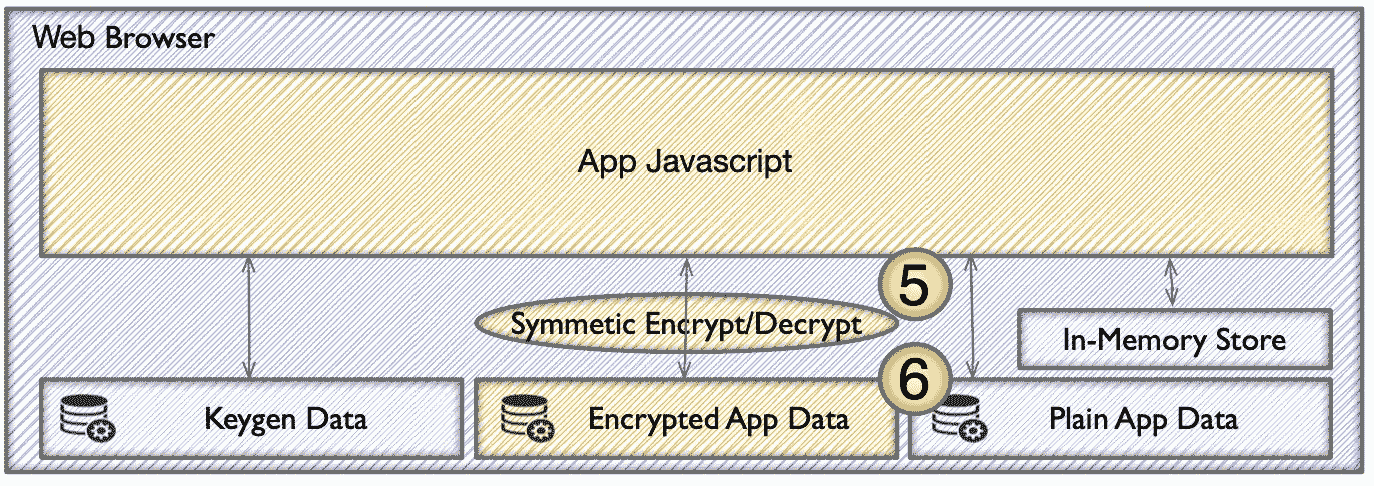 Web Browser
App Javascript
5
Symmetic Encrypt/Decrypt
In-Memory Store
6
Keygen Data
Encrypted App Data
Plain App Data